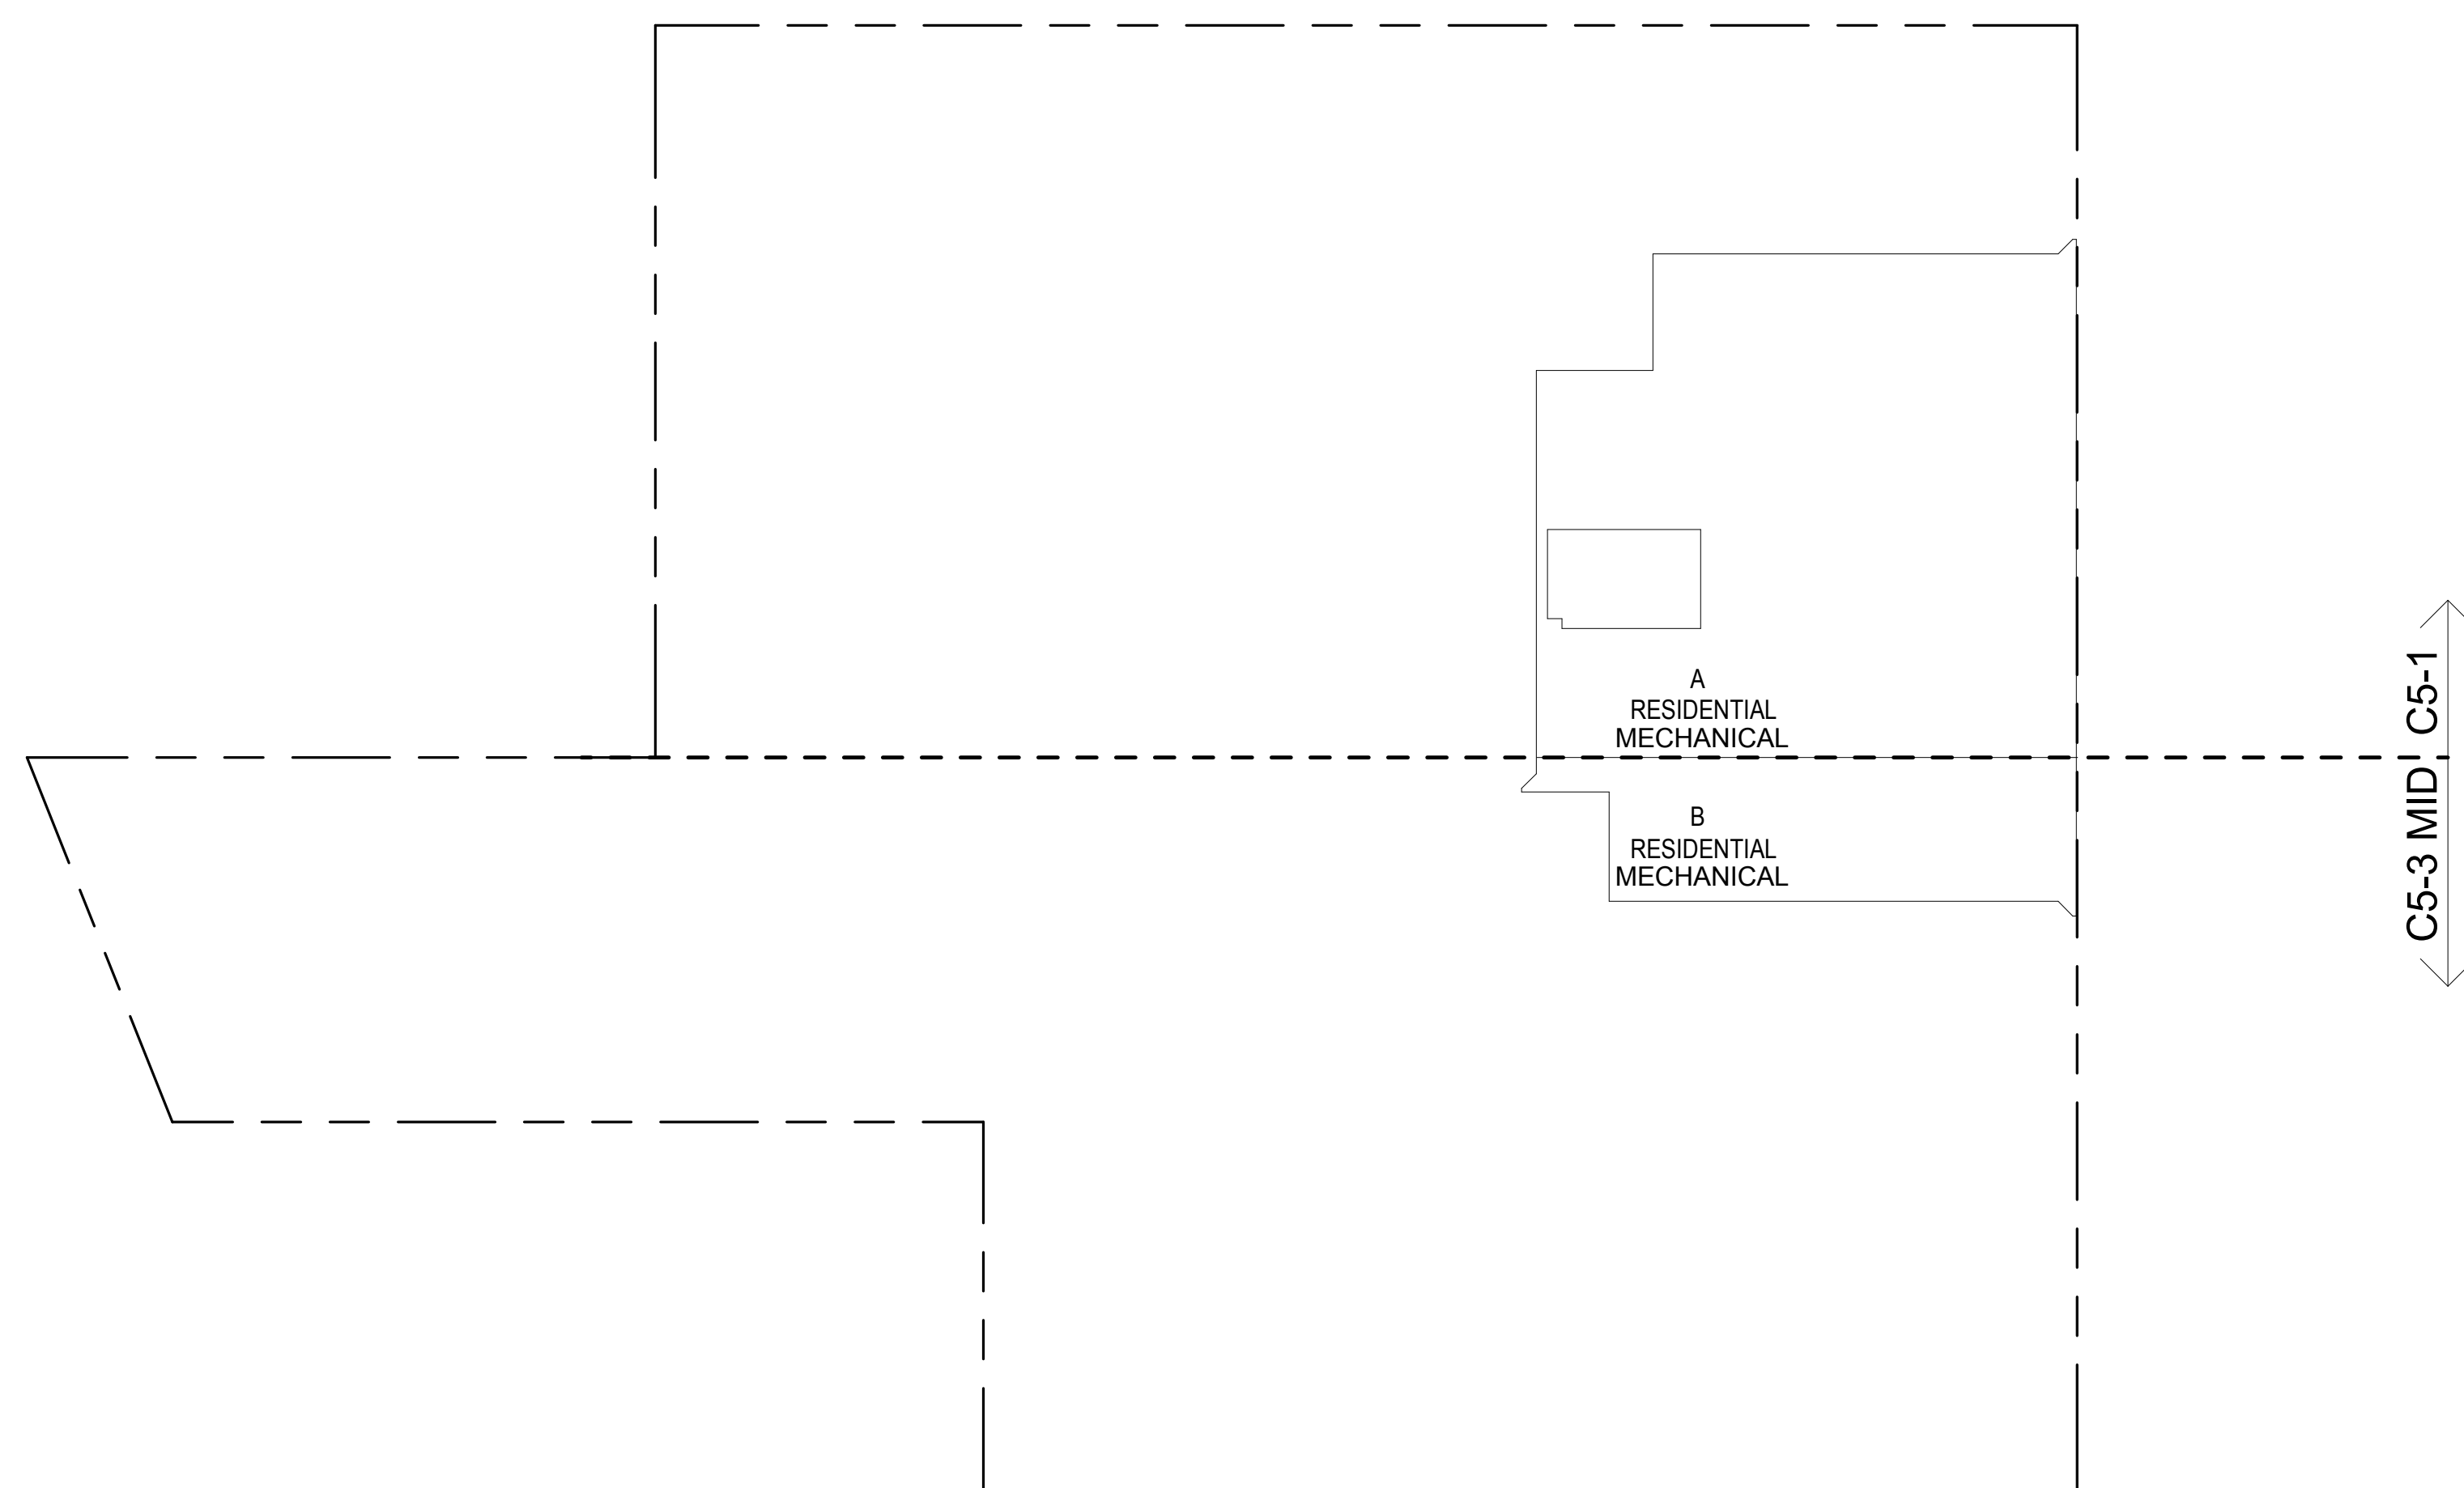 A
RESIDENTIAL
MECHANICAL
B
RESIDENTIAL
MECHANICAL
C5-3 MID C5-1